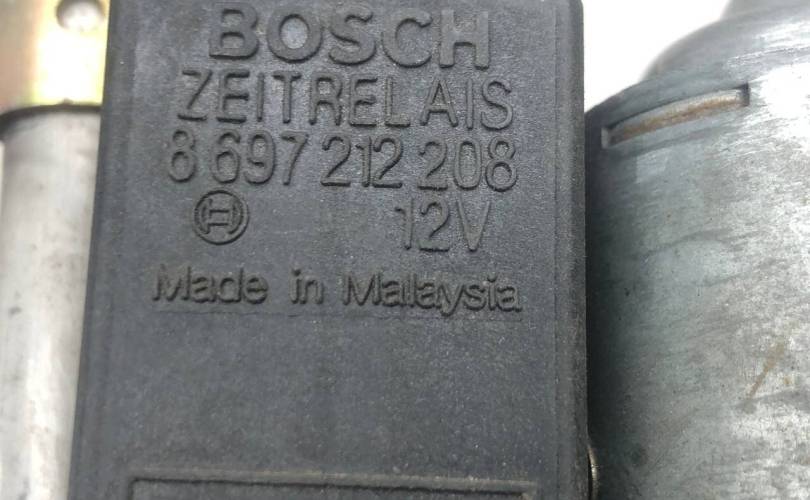 BOSCH
ZEITRELAIS
8 697 212 208
12V
Made in Malaysia